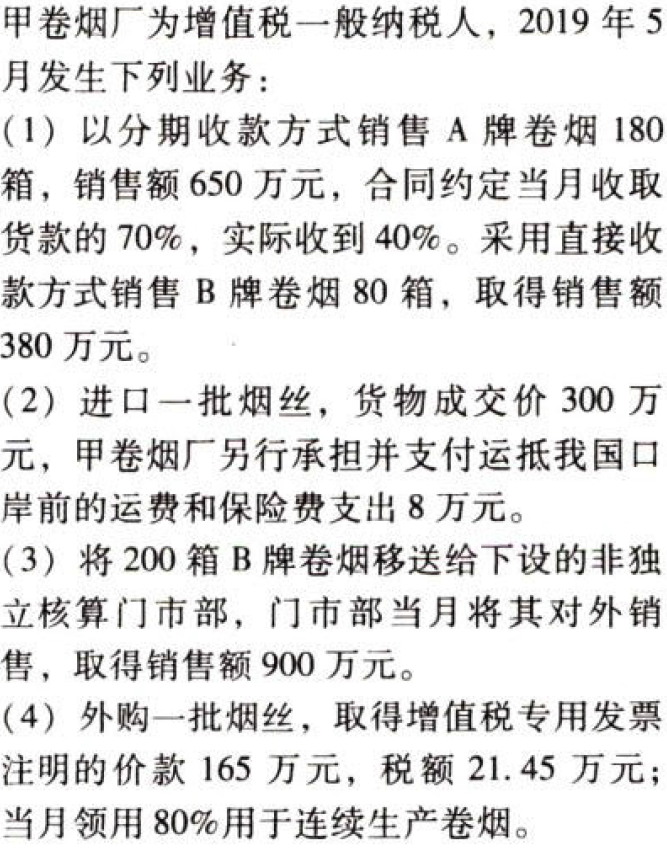 甲卷烟厂为增值税一般纳税人，2019 年 5
月发生下列业务：
(1) 以分期收款方式销售 A 牌卷烟 180
箱，销售额 650 万元，合同约定当月收取
货款的 70%，实际收到 40%。采用直接收
款方式销售 B 牌卷烟 80 箱，取得销售额
380 万元。
(2) 进口一批烟丝，货物成交价 300 万
元，甲卷烟厂另行承担并支付运抵我国口
岸前的运费和保险费支出 8 万元。
(3) 将 200 箱 B 牌卷烟移送给下设的非独
立核算门市部，门市部当月将其对外销
售，取得销售额 900 万元。
(4) 外购一批烟丝，取得增值税专用发票
注明的价款 165 万元，税额 21.45 万元；
当月领用 80%用于连续生产卷烟。